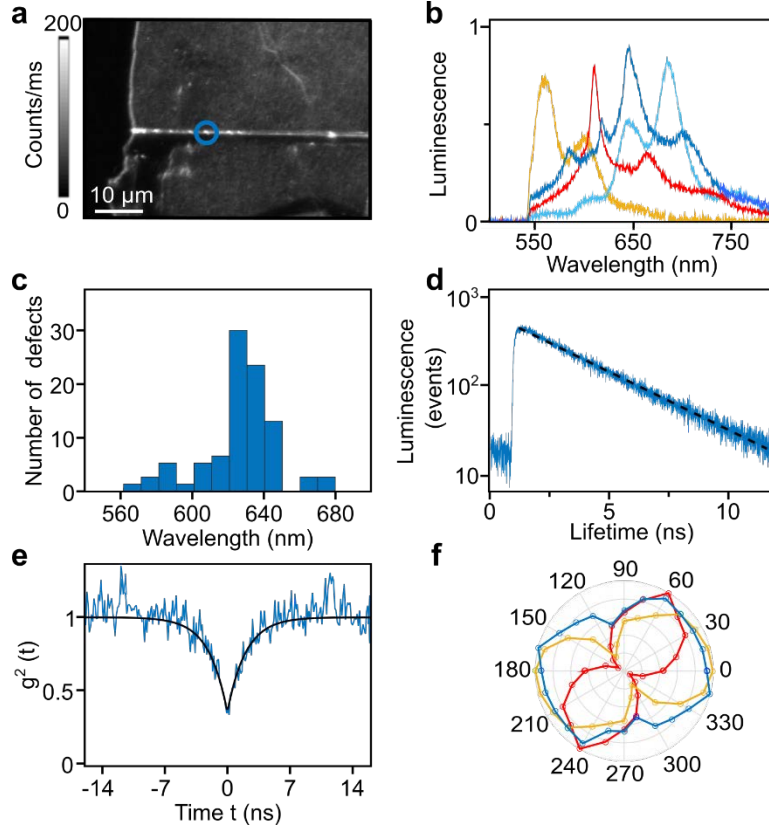 a
200
Counts/ms
0
10 µm
b
1
Luminescence
0
550 650 750
Wavelength (nm)
c
30
Number of defects
10
0
560 600 640 680
Wavelength (nm)
d
10³
Luminescence
(events)
10²
10
0 5 10
Lifetime (ns)
e
1
g² (t)
0.5
0
-14 -7 0 7 14
Time t (ns)
f
90
120 60
150 30
180 0
210 330
240 300
270